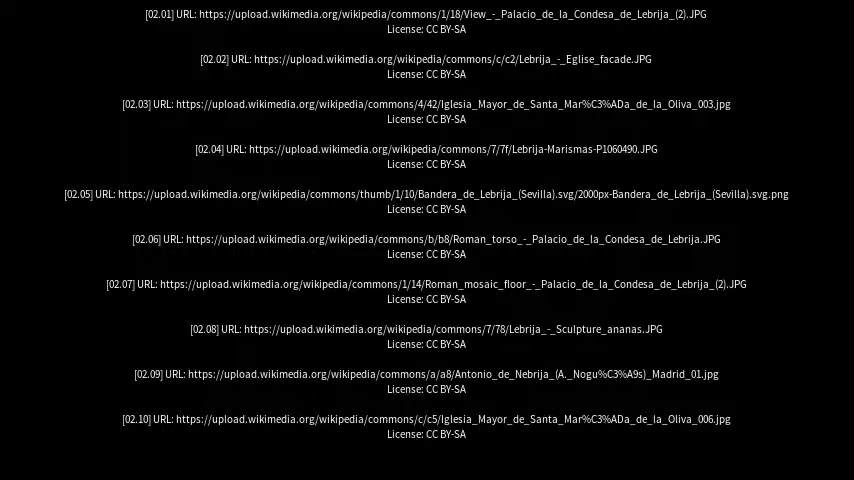 [02.01] URL: https://upload.wikimedia.org/wikipedia/commons/1/18/View_-_Palacio_de_la_Condesa_de_Lebrija_(2).JPG
License: CC BY-SA
[02.02] URL: https://upload.wikimedia.org/wikipedia/commons/c/c2/Lebrija_-_Eglise_facade.JPG
License: CC BY-SA
[02.03] URL: https://upload.wikimedia.org/wikipedia/commons/4/42/Iglesia_Mayor_de_Santa_Mar%C3%ADa_de_la_Oliva_003.jpg
License: CC BY-SA
[02.04] URL: https://upload.wikimedia.org/wikipedia/commons/7/7f/Lebrija-Marismas-P1060490.JPG
License: CC BY-SA
[02.05] URL: https://upload.wikimedia.org/wikipedia/commons/thumb/1/10/Bandera_de_Lebrija_(Sevilla).svg/2000px-Bandera_de_Lebrija_(Sevilla).svg.png
License: CC BY-SA
[02.06] URL: https://upload.wikimedia.org/wikipedia/commons/b/b8/Roman_torso_-_Palacio_de_la_Condesa_de_Lebrija.JPG
License: CC BY-SA
[02.07] URL: https://upload.wikimedia.org/wikipedia/commons/1/14/Roman_mosaic_floor_-_Palacio_de_la_Condesa_de_Lebrija_(2).JPG
License: CC BY-SA
[02.08] URL: https://upload.wikimedia.org/wikipedia/commons/7/78/Lebrija_-_Sculpture_ananas.JPG
License: CC BY-SA
[02.09] URL: https://upload.wikimedia.org/wikipedia/commons/a/a8/Antonio_de_Nebrija_(A._Nogu%C3%A9s)_Madrid_01.jpg
License: CC BY-SA
[02.10] URL: https://upload.wikimedia.org/wikipedia/commons/c/c5/Iglesia_Mayor_de_Santa_Mar%C3%ADa_de_la_Oliva_006.jpg
License: CC BY-SA